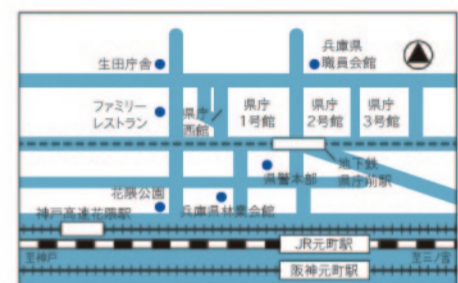 生田庁舎
兵庫県
職員会館
ファミリー
レストラン
県庁
西館
県庁
1号館
県庁
2号館
県庁
3号館
地下鉄
県庁前駅
県警本部
花隈公園
兵庫県林業会館
神戸高速花隈駅
JR元町駅
至神戸
至三ノ宮
阪神元町駅